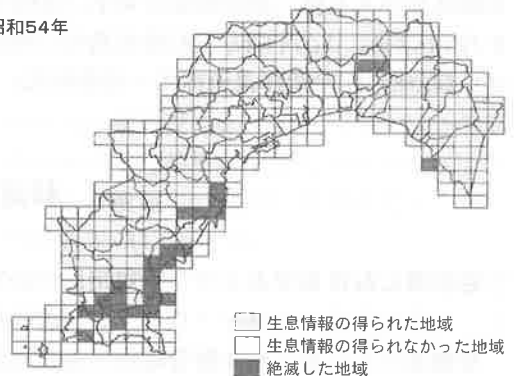 昭和54年
生息情報の得られた地域
生息情報の得られなかった地域
絶滅した地域